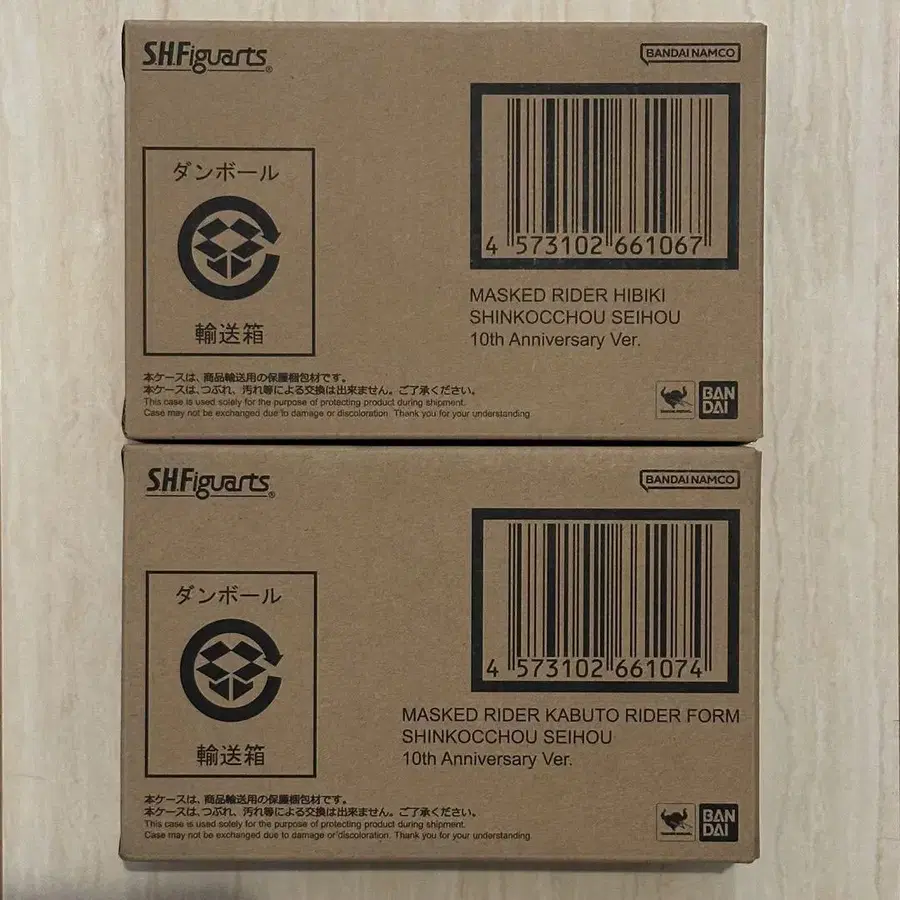 S.H.Figuarts®
BANDAI NAMCO
ダンボール
輸送箱
4 573102 661067
MASKED RIDER HIBIKI
SHINKOCCHOU SEIHOU
10th Anniversary Ver.
本ケースは、商品輸送用の保護梱包材です。
本ケースは、つぶれ、汚れ等による交換は出来ません。ご了承ください。
This case is used solely for the purpose of protecting product during shipment.
Case may not be exchanged due to damage or discoloration. Thank you for your understanding.
BAN
DAI
S.H.Figuarts®
BANDAI NAMCO
ダンボール
輸送箱
4 573102 661074
MASKED RIDER KABUTO RIDER FORM
SHINKOCCHOU SEIHOU
10th Anniversary Ver.
本ケースは、商品輸送用の保護梱包材です。
本ケースは、つぶれ、汚れ等による交換は出来ません。ご了承ください。
This case is used solely for the purpose of protecting product during shipment.
Case may not be exchanged due to damage or discoloration. Thank you for your understanding.
BAN
DAI